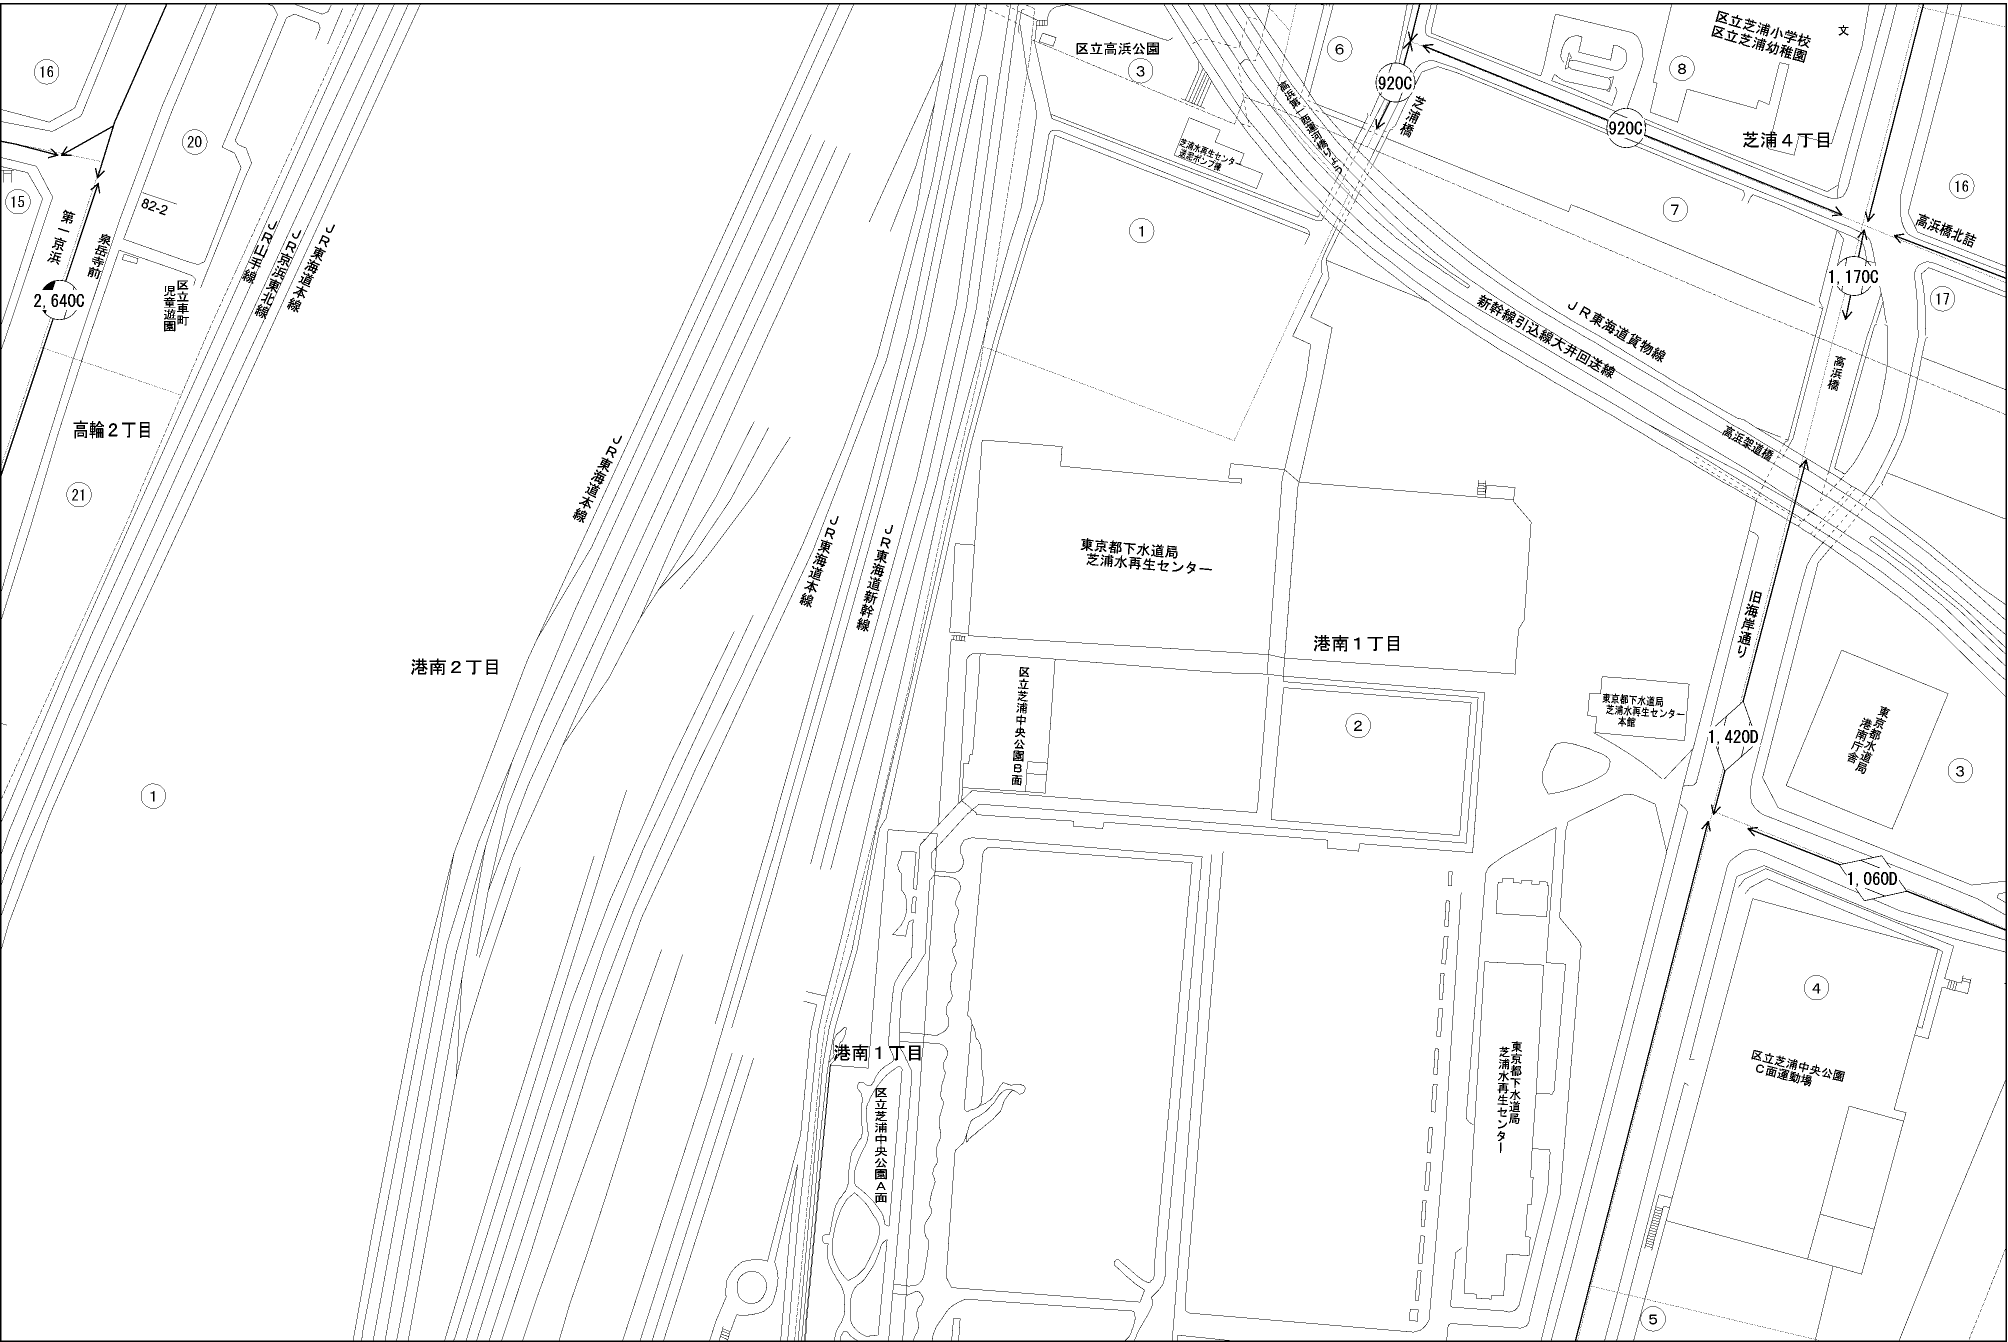 16
20
15
82-2
第一京浜
泉岳寺前
2,640C
区立車町
児童遊園
高輪2丁目
21
JR山手線
JR京浜東北線
JR東海道本線
港南2丁目
1
JR東海道本線
JR東海道本線
JR東海道新幹線
区立高浜公園
3
芝浦水再生センター
高浜第一西運河橋りょう
6
920C
芝浦橋
920C
区立芝浦小学校
区立芝浦幼稚園
文
8
芝浦4丁目
16
7
高浜橋北詰
1,170C
17
高浜橋
1
JR東海道貨物線
新幹線引込線大井回送線
高浜架道橋
東京都下水道局
芝浦水再生センター
港南1丁目
旧海岸通り
区立芝浦中央公園B面
2
東京都下水道局
芝浦水再生センター
本館
1,420D
東京都水道局
港南庁舎
3
1,060D
4
区立芝浦中央公園
C面運動場
港南1丁目
区立芝浦中央公園A面
東京都下水道局
芝浦水再生センター
5